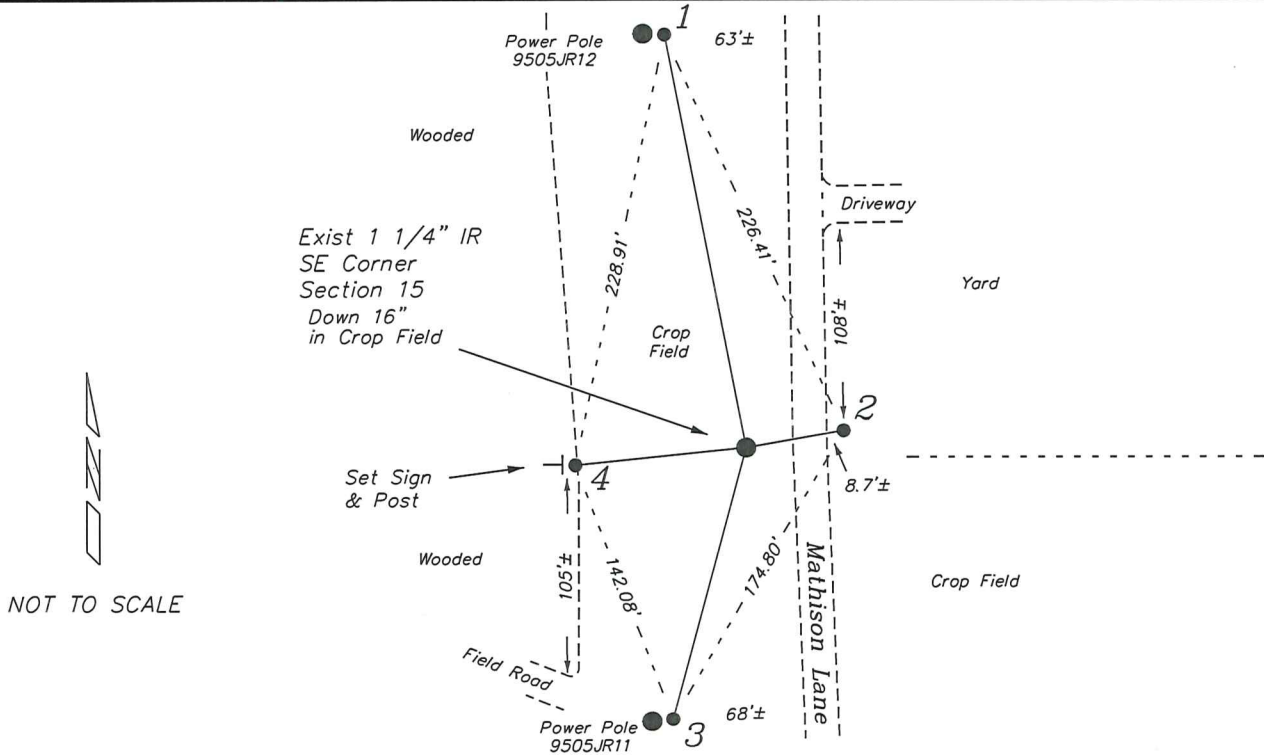 1
Power Pole
9505JR12
63'±
Wooded
Driveway
Exist 1 1/4" IR
SE Corner
Section 15
Down 16"
in Crop Field
228.91'
226.41'
Yard
108'±
Crop
Field
2
N
Set Sign
& Post
4
8.7'±
Wooded
105'±
142.08'
174.80'
Mathison Lane
Crop Field
NOT TO SCALE
Field Road
Power Pole
9505JR11
3
68'±